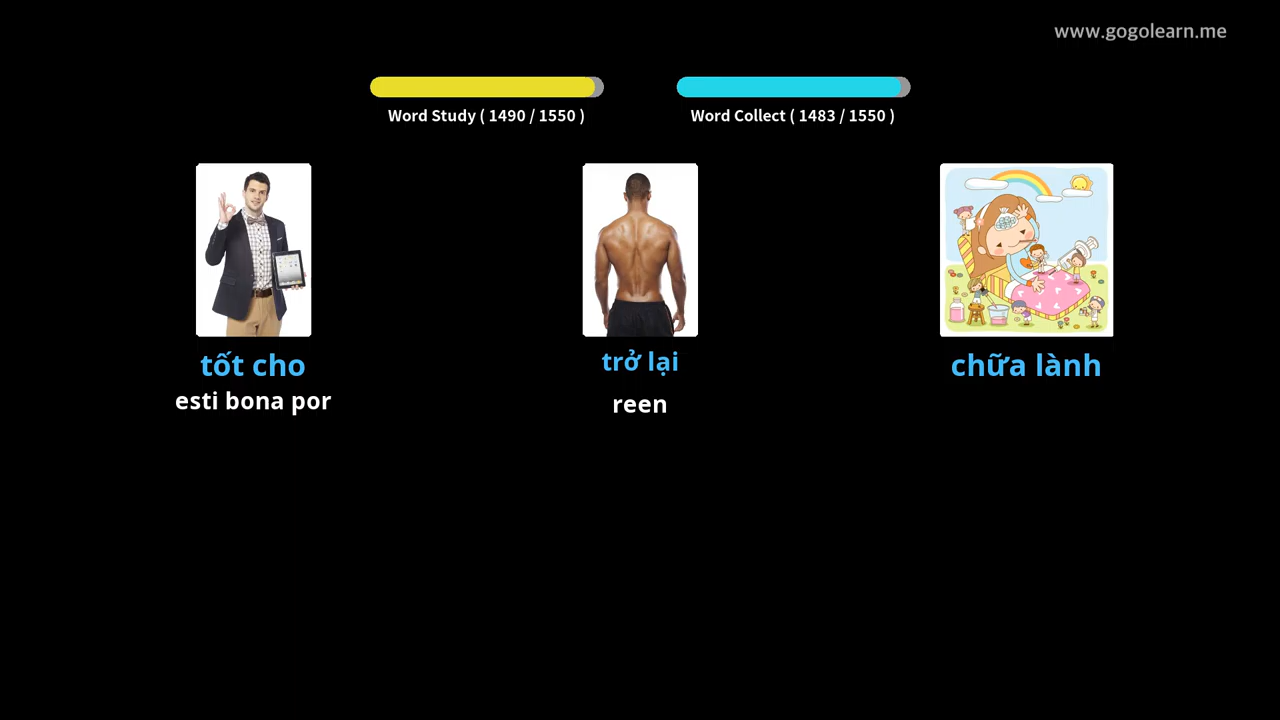 www.gogolearn.me
Word Study ( 1490 / 1550 )
Word Collect ( 1483 / 1550 )
tốt cho
esti bona por
trở lại
reen
chữa lành